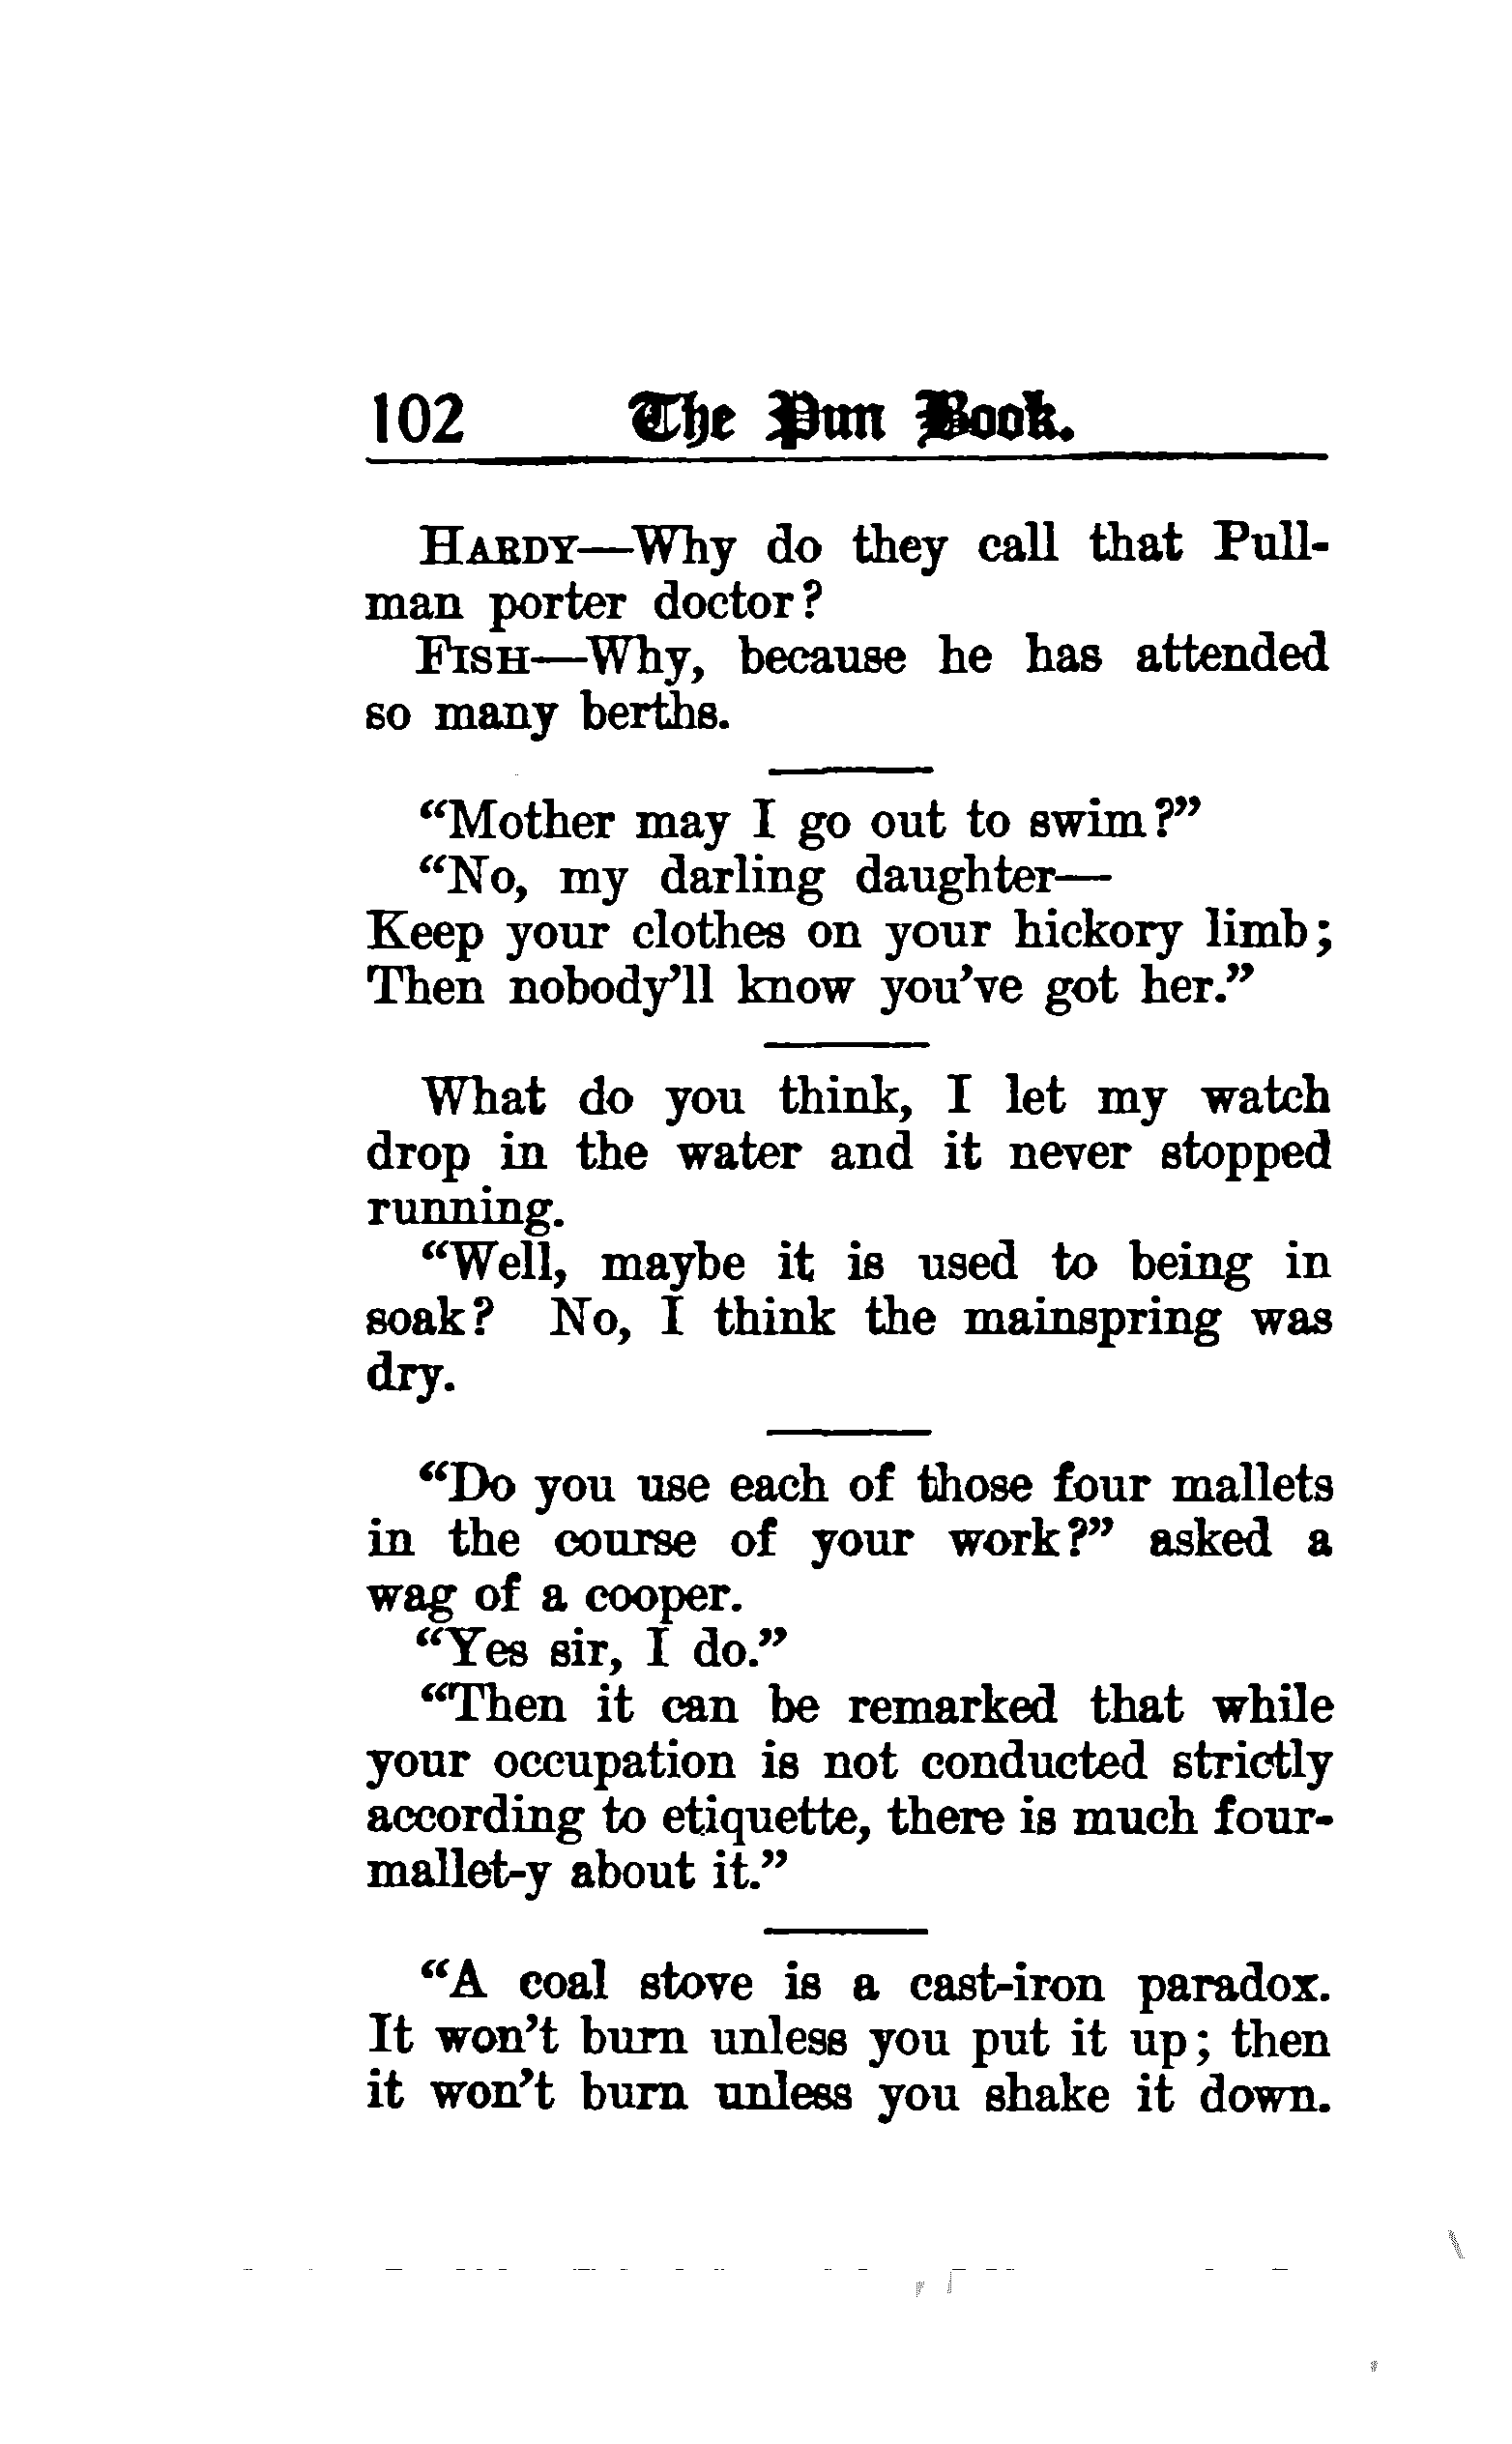 102 The Pun Book.
HARDY—Why do they call that Pull-
man porter doctor?
FISH—Why, because he has attended
so many berths.
“Mother may I go out to swim?”
“No, my darling daughter—
Keep your clothes on your hickory limb;
Then nobody’ll know you’ve got her.”
What do you think, I let my watch
drop in the water and it never stopped
running.
“Well, maybe it is used to being in
soak? No, I think the mainspring was
dry.
“Do you use each of those four mallets
in the course of your work?” asked a
wag of a cooper.
“Yes sir, I do.”
“Then it can be remarked that while
your occupation is not conducted strictly
according to etiquette, there is much four-
mallet-y about it.”
“A coal stove is a cast-iron paradox.
It won’t burn unless you put it up; then
it won’t burn unless you shake it down.